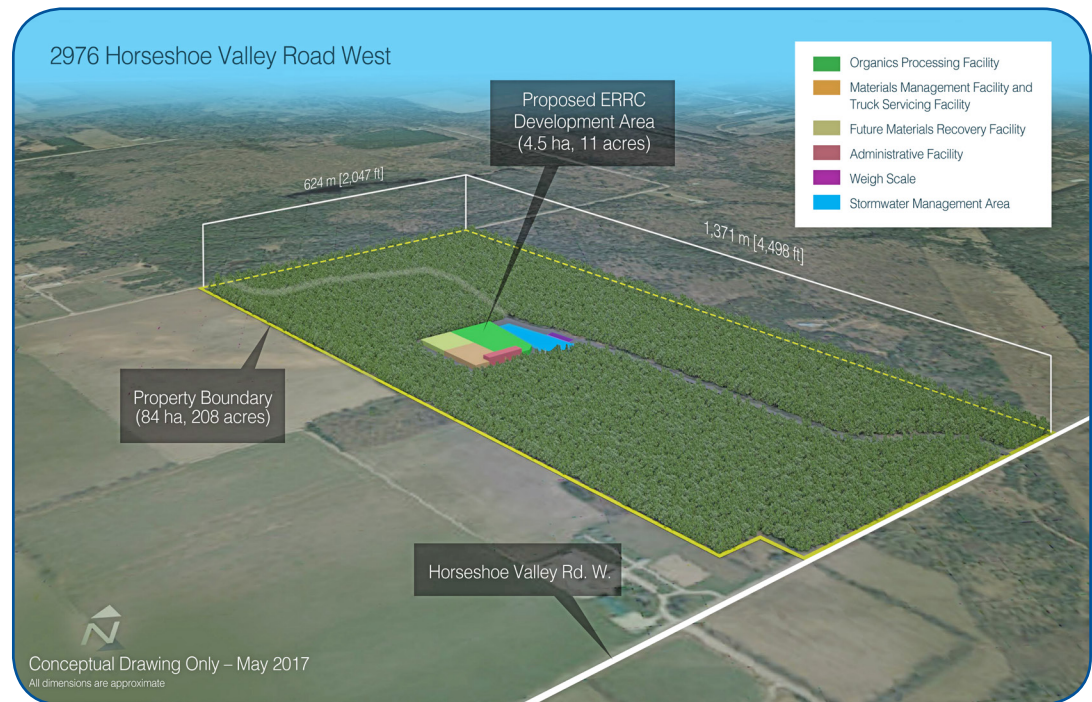 2976 Horseshoe Valley Road West
Proposed ERRC
Development Area
(4.5 ha, 11 acres)
Organics Processing Facility
Materials Management Facility and
Truck Servicing Facility
Future Materials Recovery Facility
Administrative Facility
Weigh Scale
Stormwater Management Area
624 m [2,047 ft]
1,371 m [4,498 ft]
Property Boundary
(84 ha, 208 acres)
Horseshoe Valley Rd. W.
N
Conceptual Drawing Only – May 2017
All dimensions are approximate